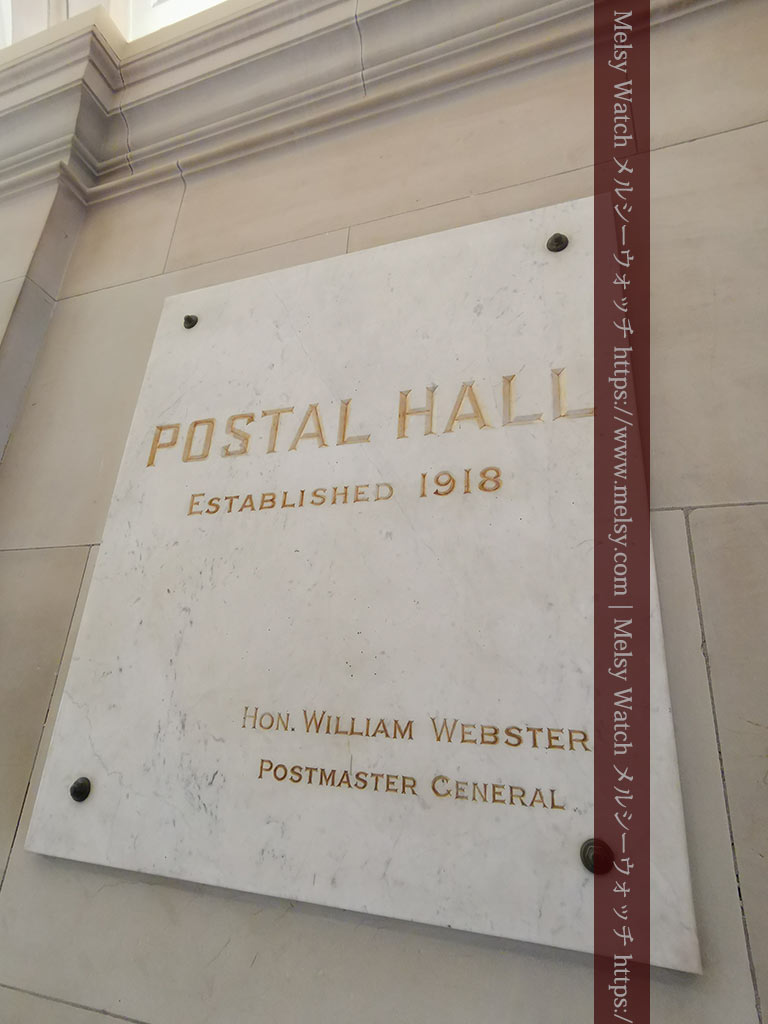 POSTAL HALL
ESTABLISHED 1918
HON. WILLIAM WEBSTER
POSTMASTER GENERAL
Melsy Watch メルシーウォッチ https://www.melsy.com | Melsy Watch メルシーウォッチ https:/